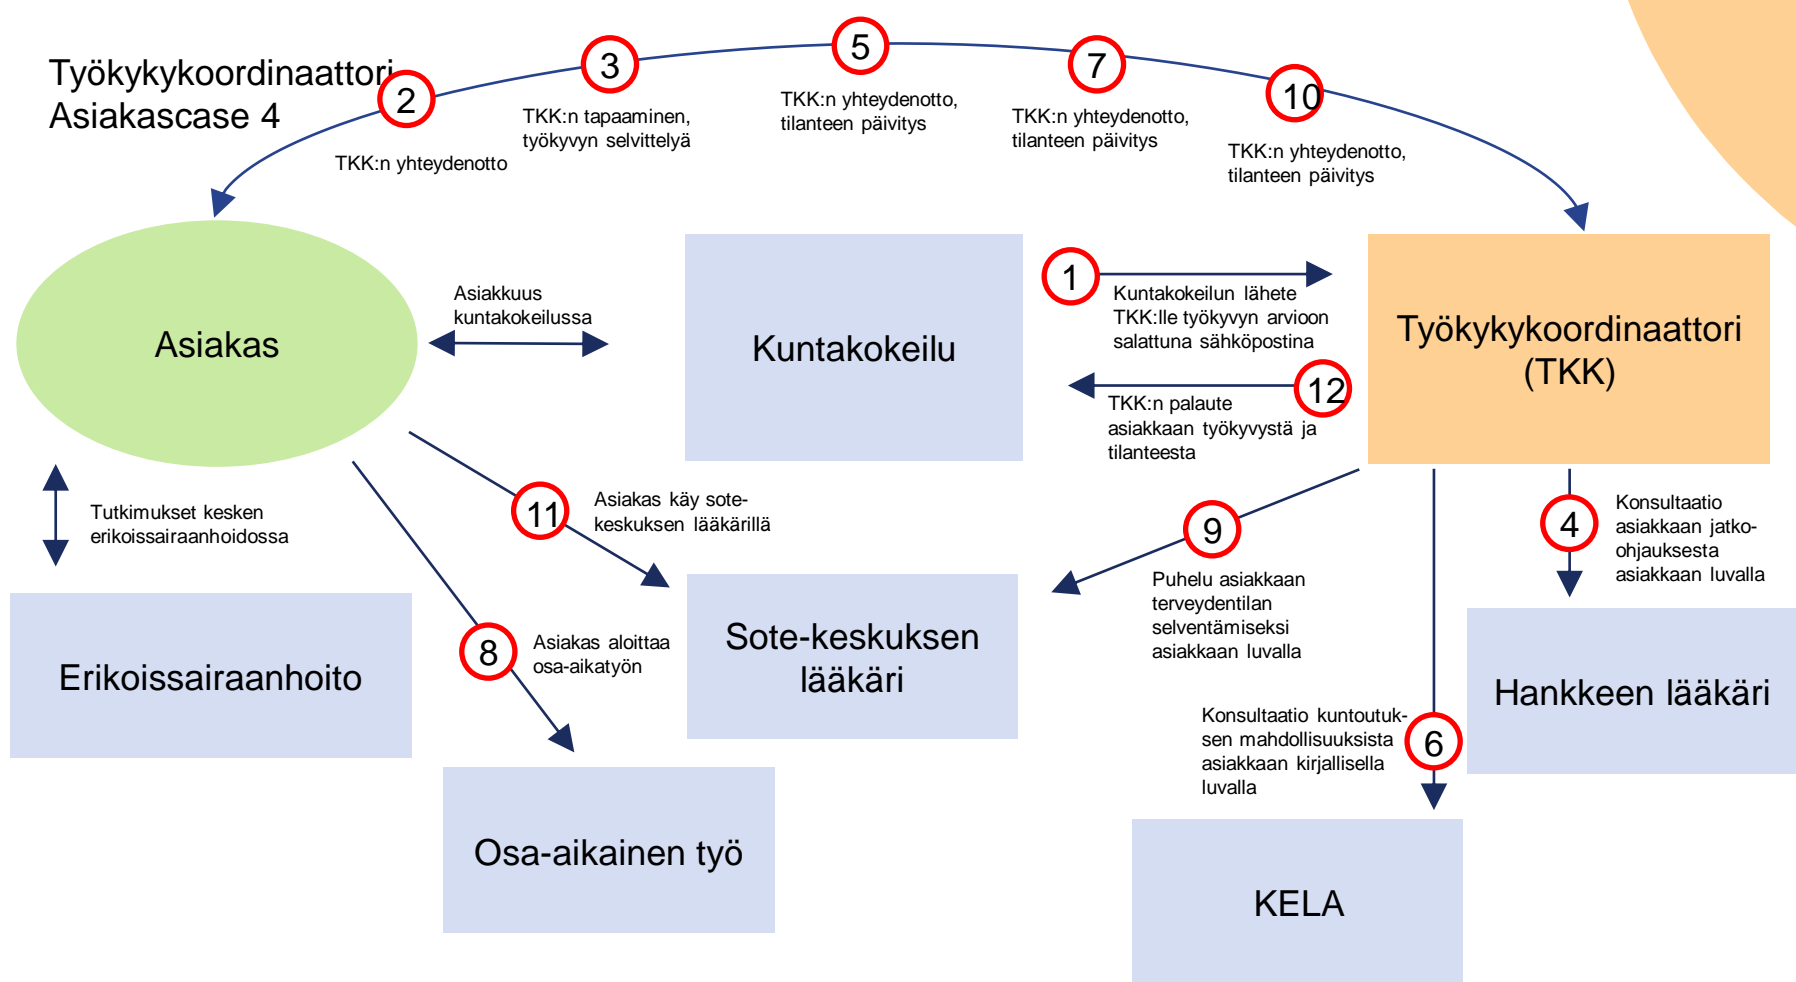 Työkykykoordinaattori
Asiakascase 4
2
TKK:n yhteydenotto
3
TKK:n tapaaminen,
työkyvyn selvittelyä
5
TKK:n yhteydenotto,
tilanteen päivitys
7
TKK:n yhteydenotto,
tilanteen päivitys
10
TKK:n yhteydenotto,
tilanteen päivitys
Asiakas
Asiakkuus
kuntakokeilussa
Kuntakokeilu
1
Kuntakokeilun lähete
TKK:lle työkyvyn arvioon
salattuna sähköpostina
12
TKK:n palaute
asiakkaan työkyvystä ja
tilanteesta
Työkykykoordinaattori
(TKK)
Tutkimukset kesken
erikoissairaanhoidossa
11
Asiakas käy sote-
keskuksen lääkärillä
9
Puhelu asiakkaan
terveydentilan
selventämiseksi
asiakkaan luvalla
4
Konsultaatio
asiakkaan jatko-
ohjauksesta
asiakkaan luvalla
Erikoissairaanhoito
8
Asiakas aloittaa
osa-aikatyön
Sote-keskuksen
lääkäri
Konsultaatio kuntoutuk-
sen mahdollisuuksista
asiakkaan kirjallisella
luvalla
6
Hankkeen lääkäri
Osa-aikainen työ
KELA